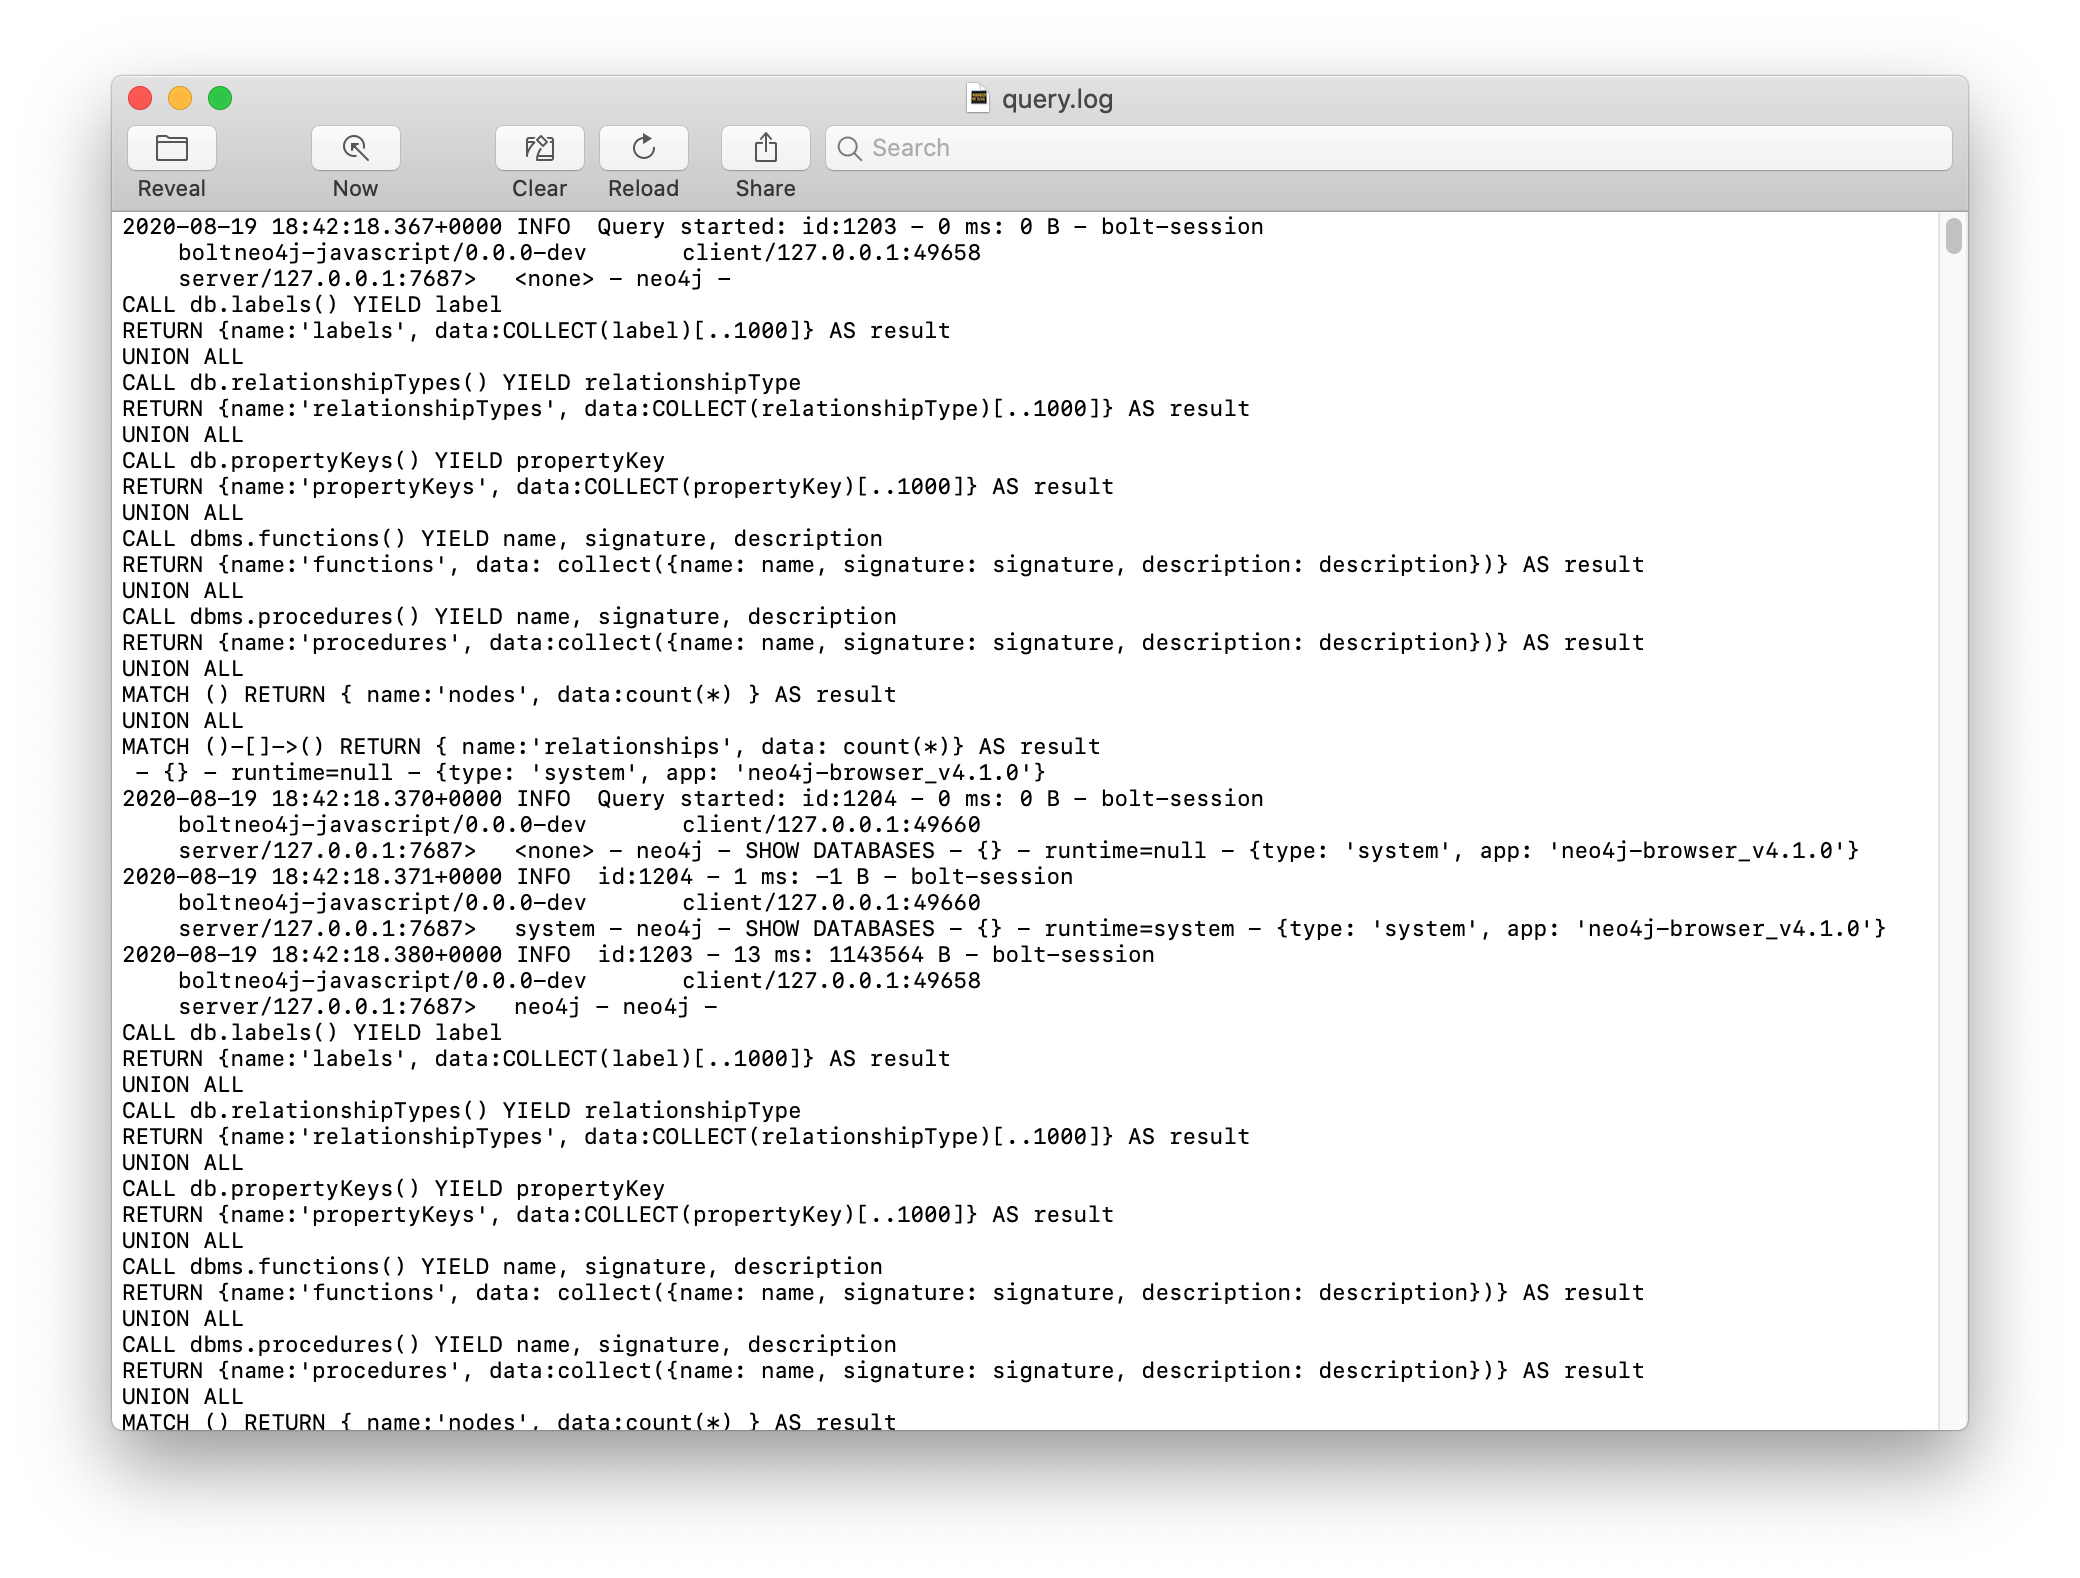 query.log
Reveal
Now
Clear
Reload
Share
Search
2020-08-19 18:42:18.367+0000 INFO  Query started: id:1203 - 0 ms: 0 B - bolt-session
boltneo4j-javascript/0.0.0-dev client/127.0.0.1:49658
server/127.0.0.1:7687> <none> - neo4j -
CALL db.labels() YIELD label
RETURN {name:'labels', data:COLLECT(label)[..1000]} AS result
UNION ALL
CALL db.relationshipTypes() YIELD relationshipType
RETURN {name:'relationshipTypes', data:COLLECT(relationshipType)[..1000]} AS result
UNION ALL
CALL db.propertyKeys() YIELD propertyKey
RETURN {name:'propertyKeys', data:COLLECT(propertyKey)[..1000]} AS result
UNION ALL
CALL dbms.functions() YIELD name, signature, description
RETURN {name:'functions', data: collect({name: name, signature: signature, description: description})} AS result
UNION ALL
CALL dbms.procedures() YIELD name, signature, description
RETURN {name:'procedures', data:collect({name: name, signature: signature, description: description})} AS result
UNION ALL
MATCH () RETURN { name:'nodes', data:count(*) } AS result
UNION ALL
MATCH ()-[]->() RETURN { name:'relationships', data: count(*)} AS result
- {} - runtime=null - {type: 'system', app: 'neo4j-browser_v4.1.0'}
2020-08-19 18:42:18.370+0000 INFO  Query started: id:1204 - 0 ms: 0 B - bolt-session
boltneo4j-javascript/0.0.0-dev client/127.0.0.1:49660
server/127.0.0.1:7687> <none> - neo4j - SHOW DATABASES - {} - runtime=null - {type: 'system', app: 'neo4j-browser_v4.1.0'}
2020-08-19 18:42:18.371+0000 INFO  id:1204 - 1 ms: -1 B - bolt-session
boltneo4j-javascript/0.0.0-dev client/127.0.0.1:49660
server/127.0.0.1:7687> system - neo4j - SHOW DATABASES - {} - runtime=system - {type: 'system', app: 'neo4j-browser_v4.1.0'}
2020-08-19 18:42:18.380+0000 INFO  id:1203 - 13 ms: 1143564 B - bolt-session
boltneo4j-javascript/0.0.0-dev client/127.0.0.1:49658
server/127.0.0.1:7687> neo4j - neo4j -
CALL db.labels() YIELD label
RETURN {name:'labels', data:COLLECT(label)[..1000]} AS result
UNION ALL
CALL db.relationshipTypes() YIELD relationshipType
RETURN {name:'relationshipTypes', data:COLLECT(relationshipType)[..1000]} AS result
UNION ALL
CALL db.propertyKeys() YIELD propertyKey
RETURN {name:'propertyKeys', data:COLLECT(propertyKey)[..1000]} AS result
UNION ALL
CALL dbms.functions() YIELD name, signature, description
RETURN {name:'functions', data: collect({name: name, signature: signature, description: description})} AS result
UNION ALL
CALL dbms.procedures() YIELD name, signature, description
RETURN {name:'procedures', data:collect({name: name, signature: signature, description: description})} AS result
UNION ALL
MATCH () RETURN { name:'nodes', data:count(*) } AS result